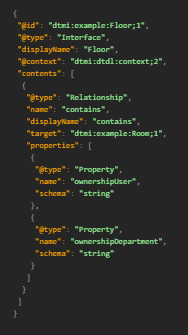 {
"@id": "dtmi:example:Floor;1",
"@type": "Interface",
"displayName": "Floor",
"@context": "dtmi:dtdl:context;2",
"contents": [
{
"@type": "Relationship",
"name": "contains",
"displayName": "contains",
"target": "dtmi:example:Room;1",
"properties": [
{
"@type": "Property",
"name": "ownershipUser",
"schema": "string"
},
{
"@type": "Property",
"name": "ownershipDepartment",
"schema": "string"
}
]
}
]
}